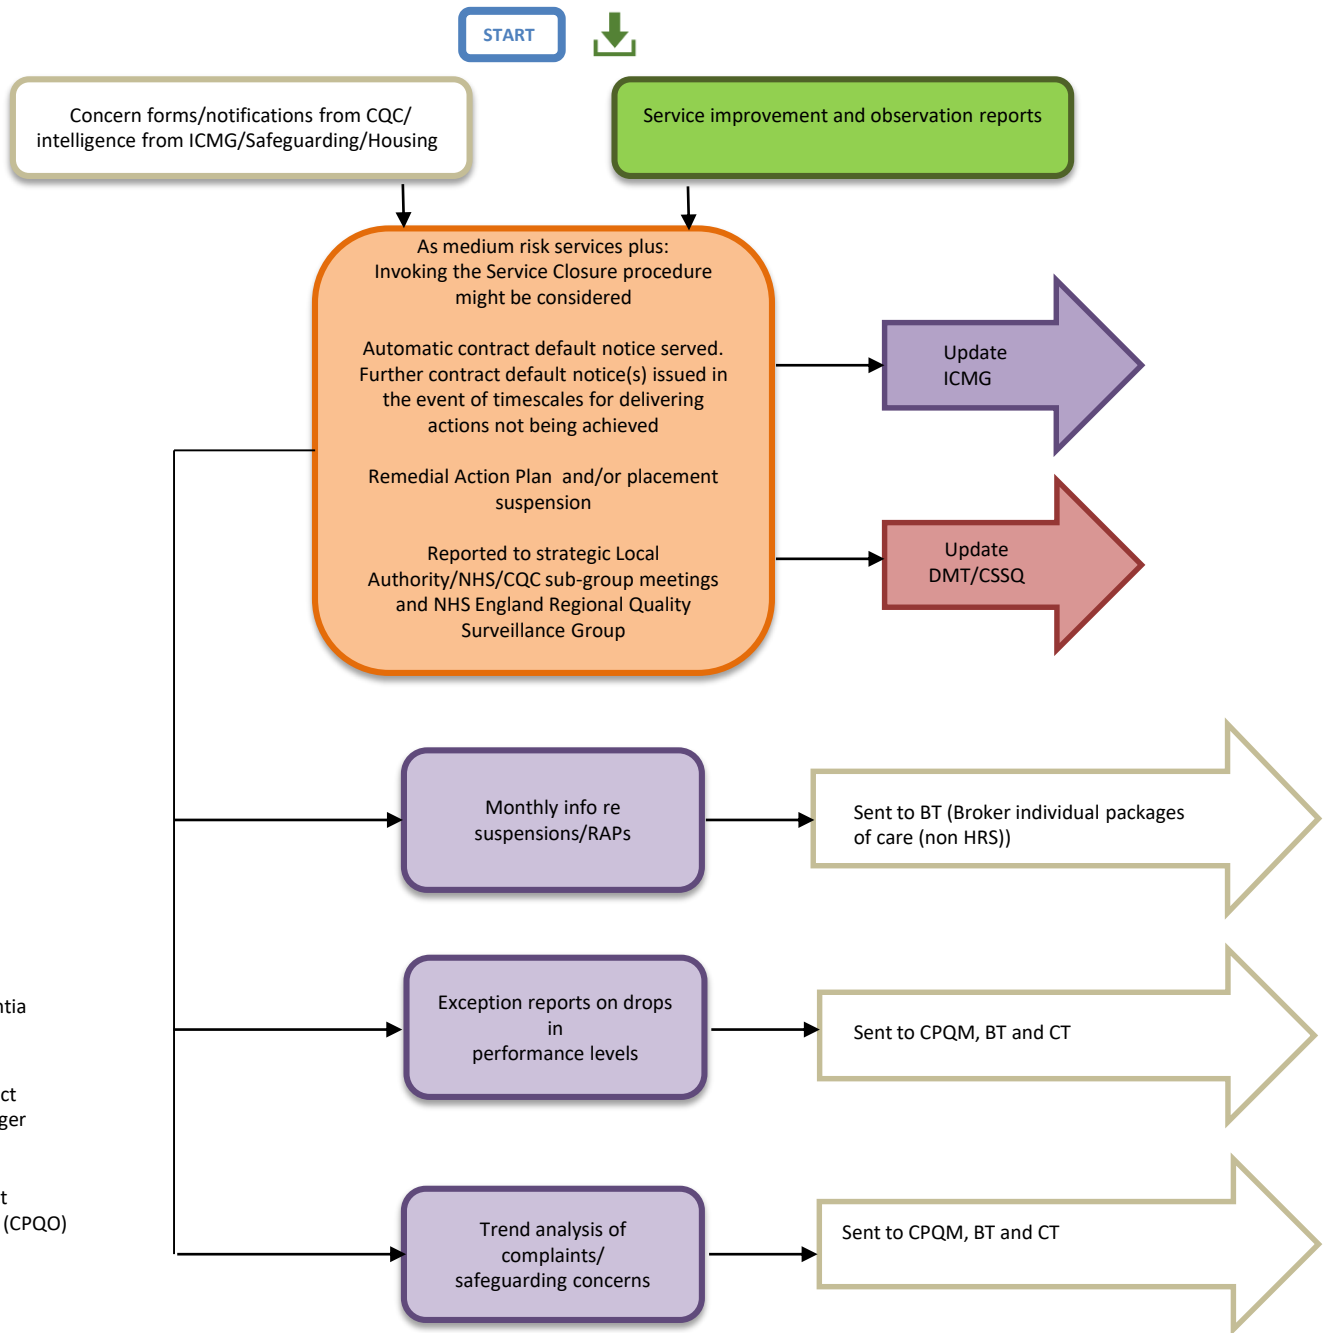 START
Concern forms/notifications from CQC/
intelligence from ICMG/Safeguarding/Housing
Service improvement and observation reports
As medium risk services plus:
Invoking the Service Closure procedure
might be considered
Automatic contract default notice served.
Further contract default notice(s) issued in
the event of timescales for delivering
actions not being achieved
Remedial Action Plan and/or placement
suspension
Reported to strategic Local
Authority/NHS/CQC sub-group meetings
and NHS England Regional Quality
Surveillance Group
Update
ICMG
Update
DMT/CSSQ
Monthly info re
suspensions/RAPs
Sent to BT (Broker individual packages
of care (non HRS))
Exception reports on drops
in
performance levels
Sent to CPQM, BT and CT
Trend analysis of
complaints/
safeguarding concerns
Sent to CPQM, BT and CT
ntia
ct
ger
t
(CPQO)